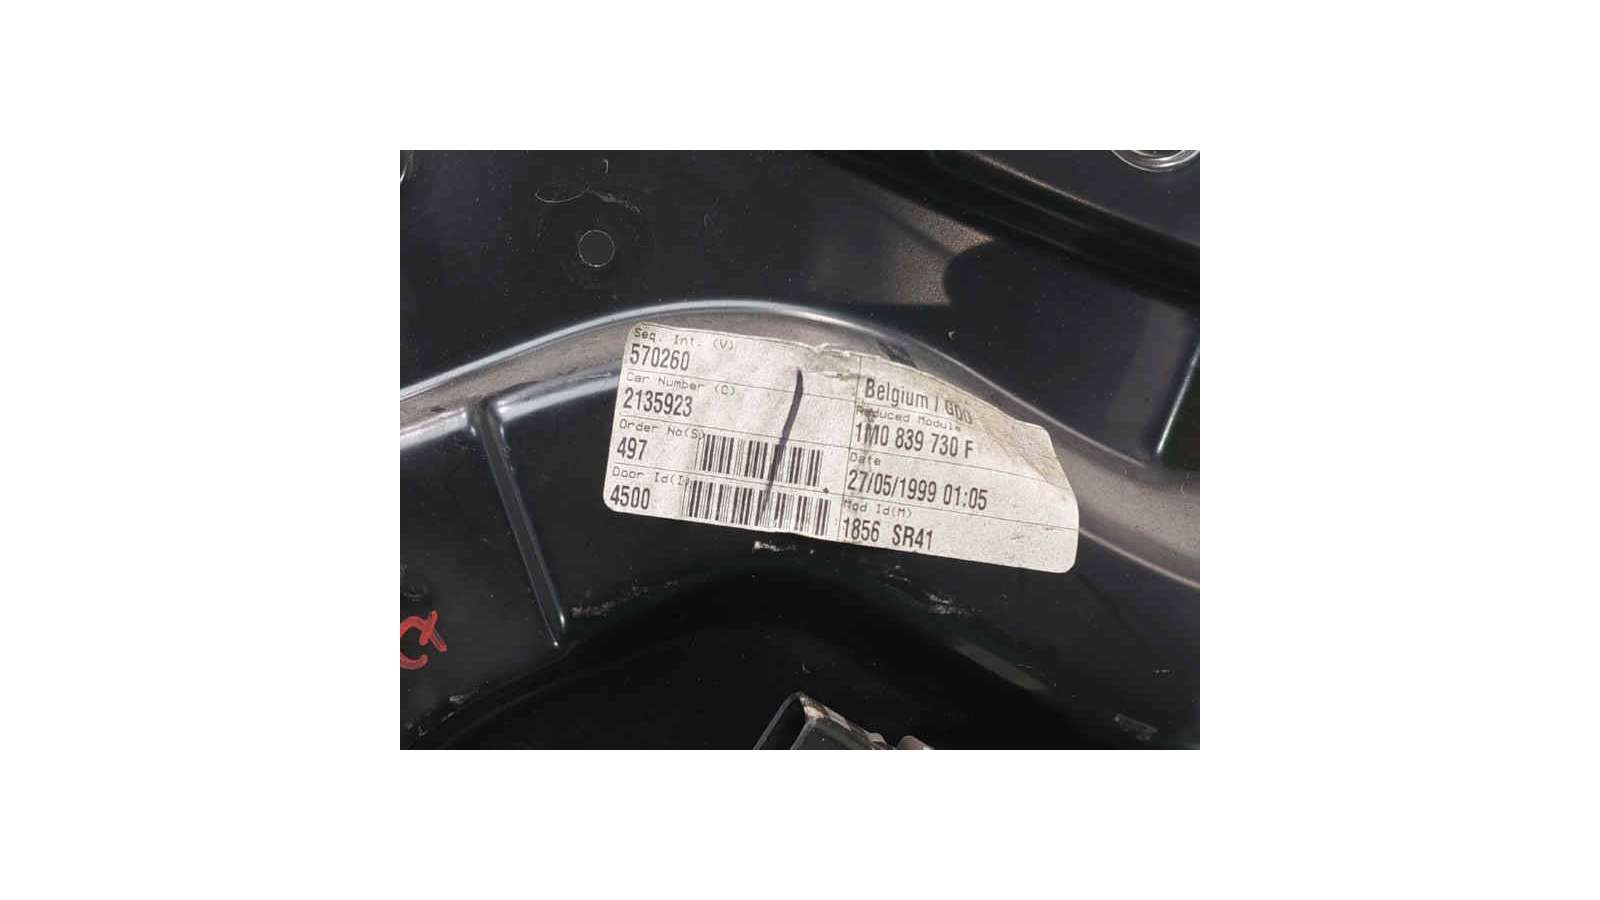 Seq. Int. (V)
570260
Car Number (C)
2135923
Order No(S)
497
Door Id(I
4500
Belgium / GDO
Reduced Module
1M0 839 730 F
Date
27/05/1999 01:05
Mod Id(M)
1856 SR41